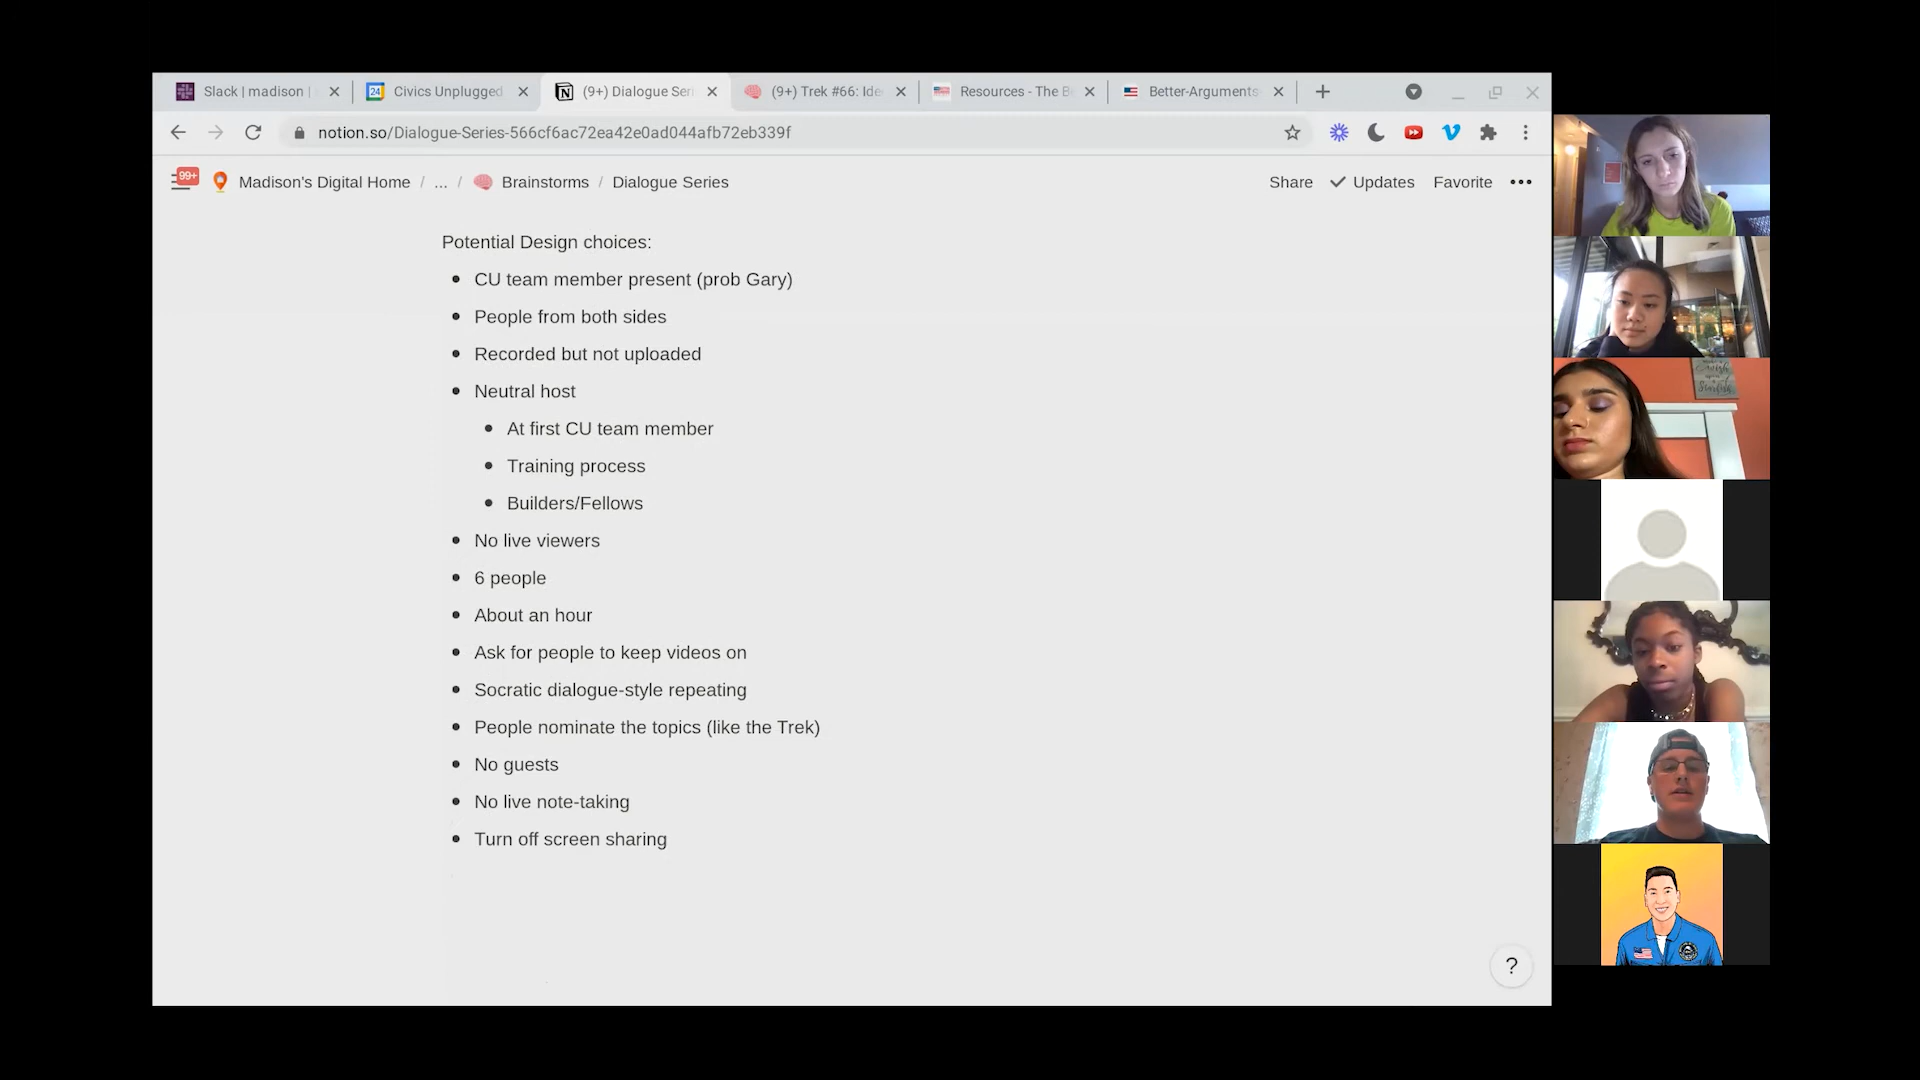 Slack | madison |
Civics Unplugged
(9+) Dialogue Seri
(9+) Trek #66: Ide
Resources - The B
Better-Arguments-
notion.so/Dialogue-Series-566cf6ac72ea42e0ad044afb72eb339f
99+
Madison's Digital Home / ... / Brainstorms / Dialogue Series
Share
Updates
Favorite
Potential Design choices:
CU team member present (prob Gary)
People from both sides
Recorded but not uploaded
Neutral host
At first CU team member
Training process
Builders/Fellows
No live viewers
6 people
About an hour
Ask for people to keep videos on
Socratic dialogue-style repeating
People nominate the topics (like the Trek)
No guests
No live note-taking
Turn off screen sharing
?
24
wish
upon a
Starfish